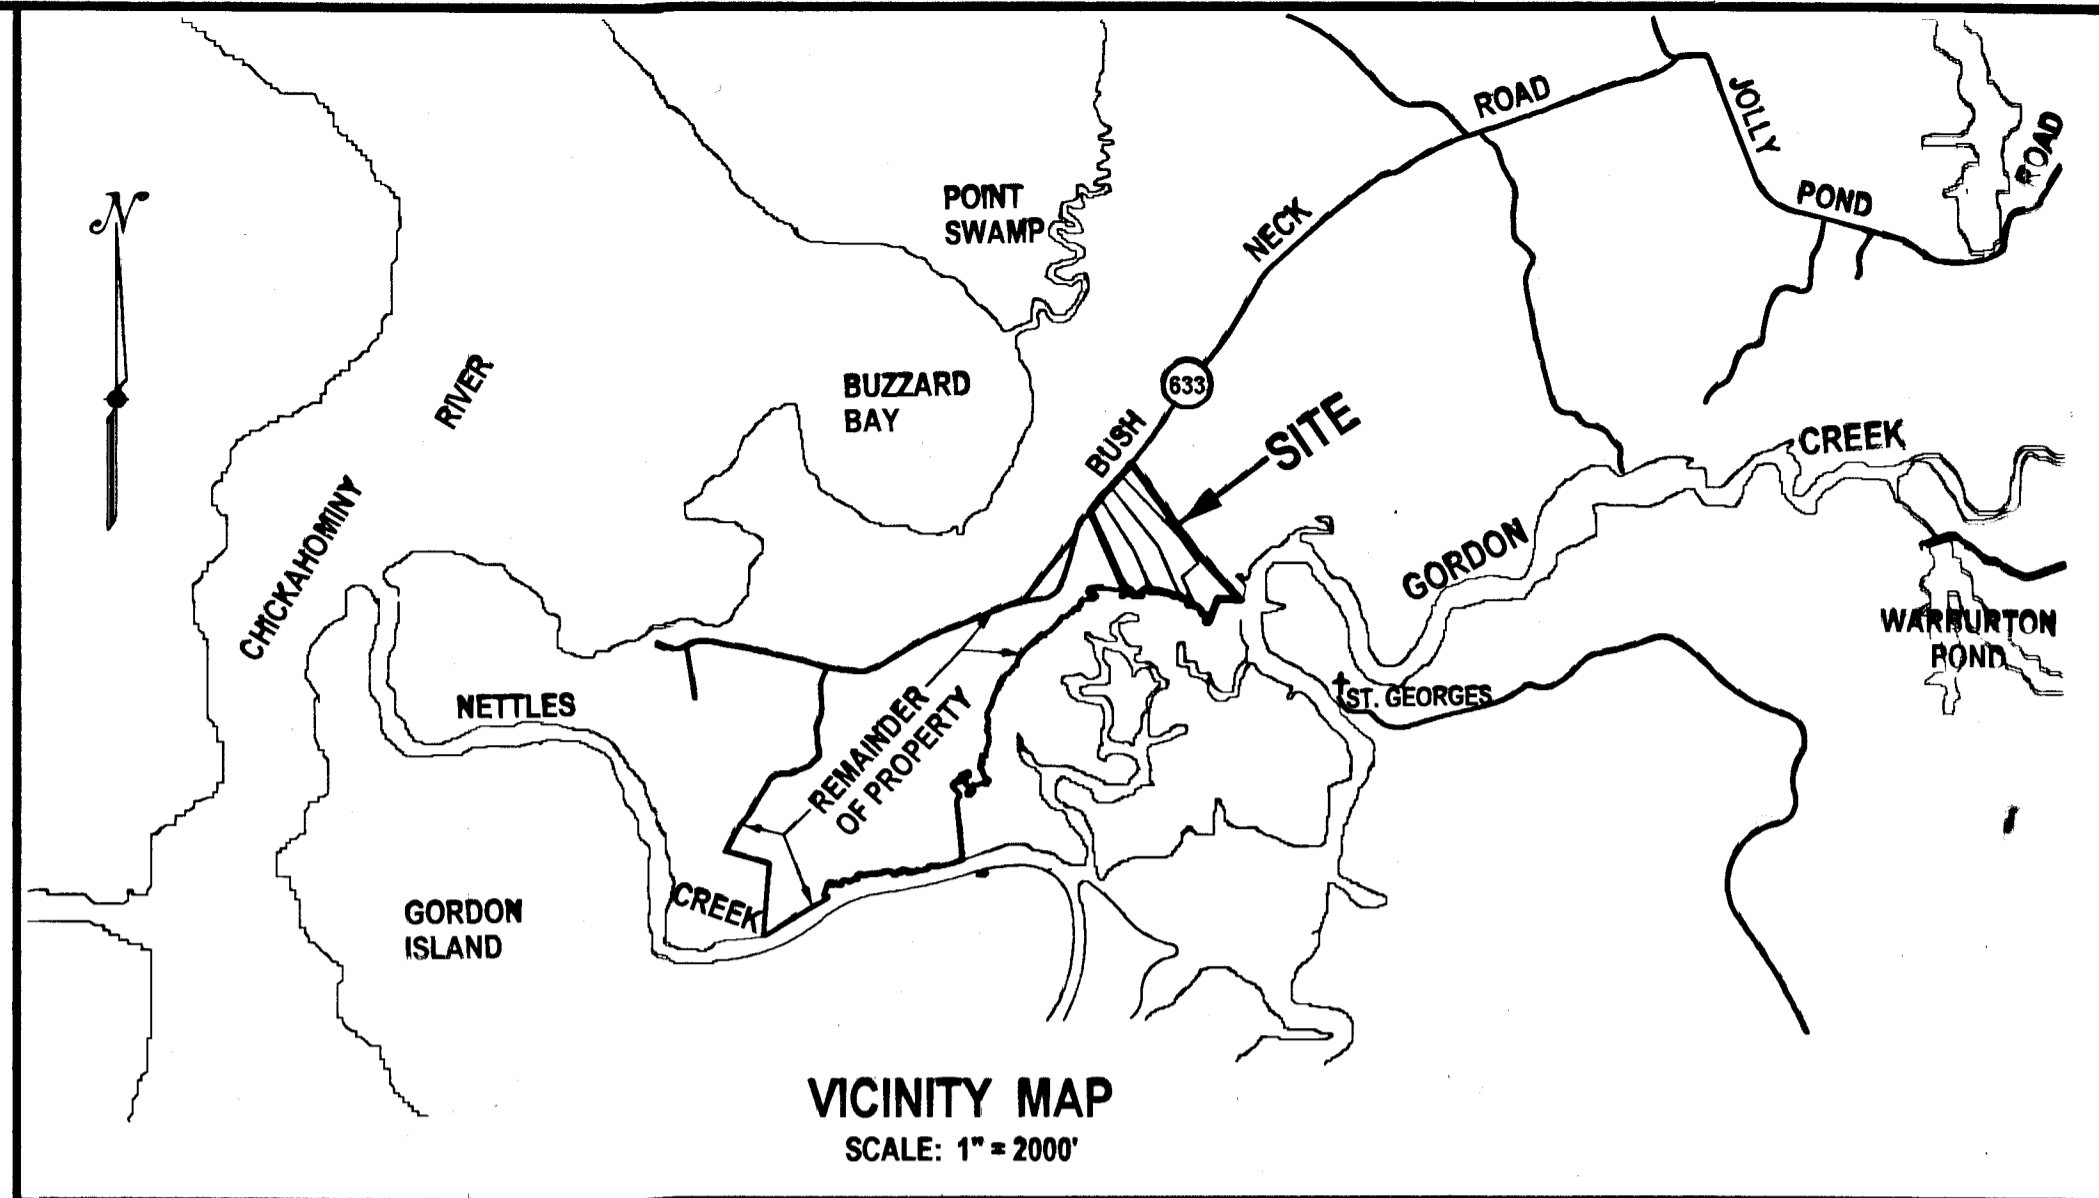 N
ROAD
JOLLY
ROAD
POND
POINT
SWAMP
NECK
RIVER
BUZZARD
BAY
633
BUSH
SITE
CREEK
CHICKAHOMINY
GORDON
WARBURTON
POND
NETTLES
ST. GEORGES
REMAINDER
OF PROPERTY
CREEK
GORDON
ISLAND
VICINITY MAP
SCALE: 1" = 2000'